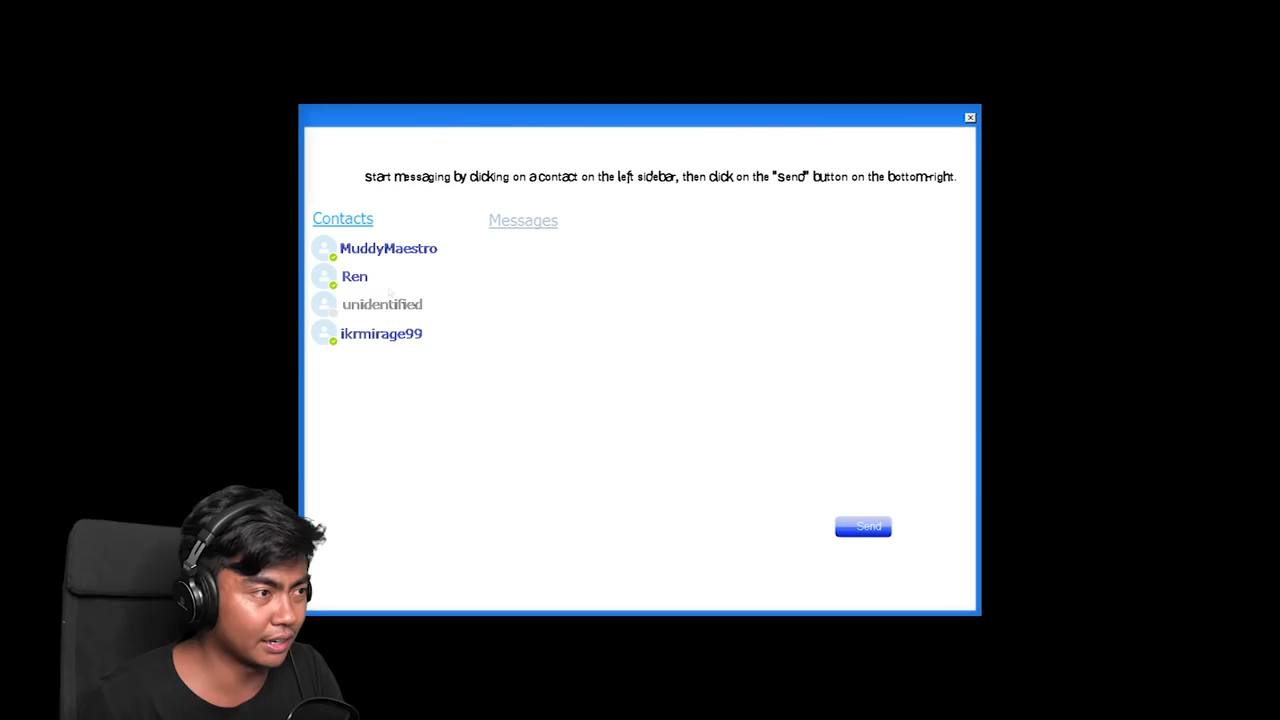 start messaging by clicking on a contact on the left sidebar, then click on the "send" button on the bottom-right.
Contacts
Messages
MuddyMaestro
Ren
unidentified
ikrmirage99
Send